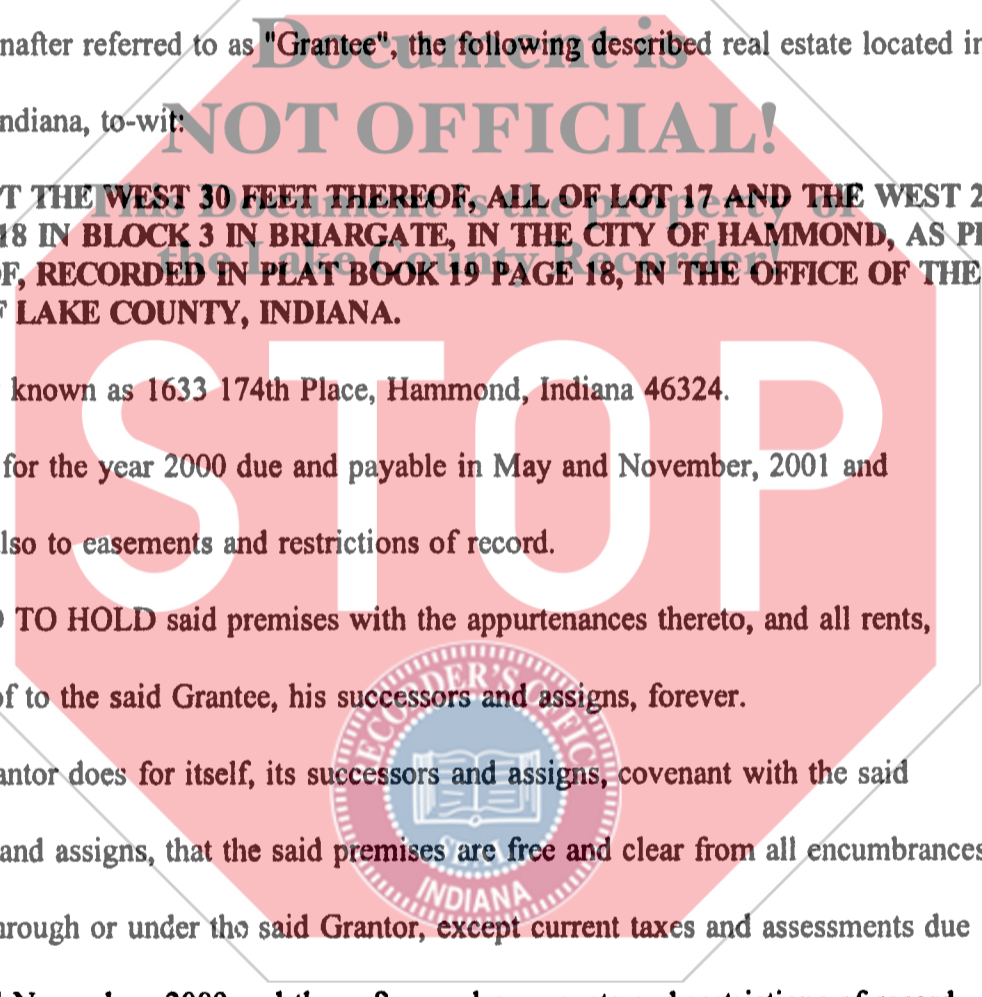 nafter referred to as "Grantee", the following described real estate located in
Document is
ndiana, to-wit:
NOT OFFICIAL!
T THE WEST 30 FEET THEREOF, ALL OF LOT 17 AND THE WEST 2
This Document is the property of
18 IN BLOCK 3 IN BRIARGATE, IN THE CITY OF HAMMOND, AS P
the Lake County Recorder!
F, RECORDED IN PLAT BOOK 19 PAGE 18, IN THE OFFICE OF THE
F LAKE COUNTY, INDIANA.
STOP
known as 1633 174th Place, Hammond, Indiana 46324.
for the year 2000 due and payable in May and November, 2001 and
lso to easements and restrictions of record.
TO HOLD said premises with the appurtenances thereto, and all rents,
of to the said Grantee, his successors and assigns, forever.
RECORDER'S OFFICE
antor does for itself, its successors and assigns, covenant with the said
and assigns, that the said premises are free and clear from all encumbrances
SEAL
INDIANA
hrough or under the said Grantor, except current taxes and assessments due